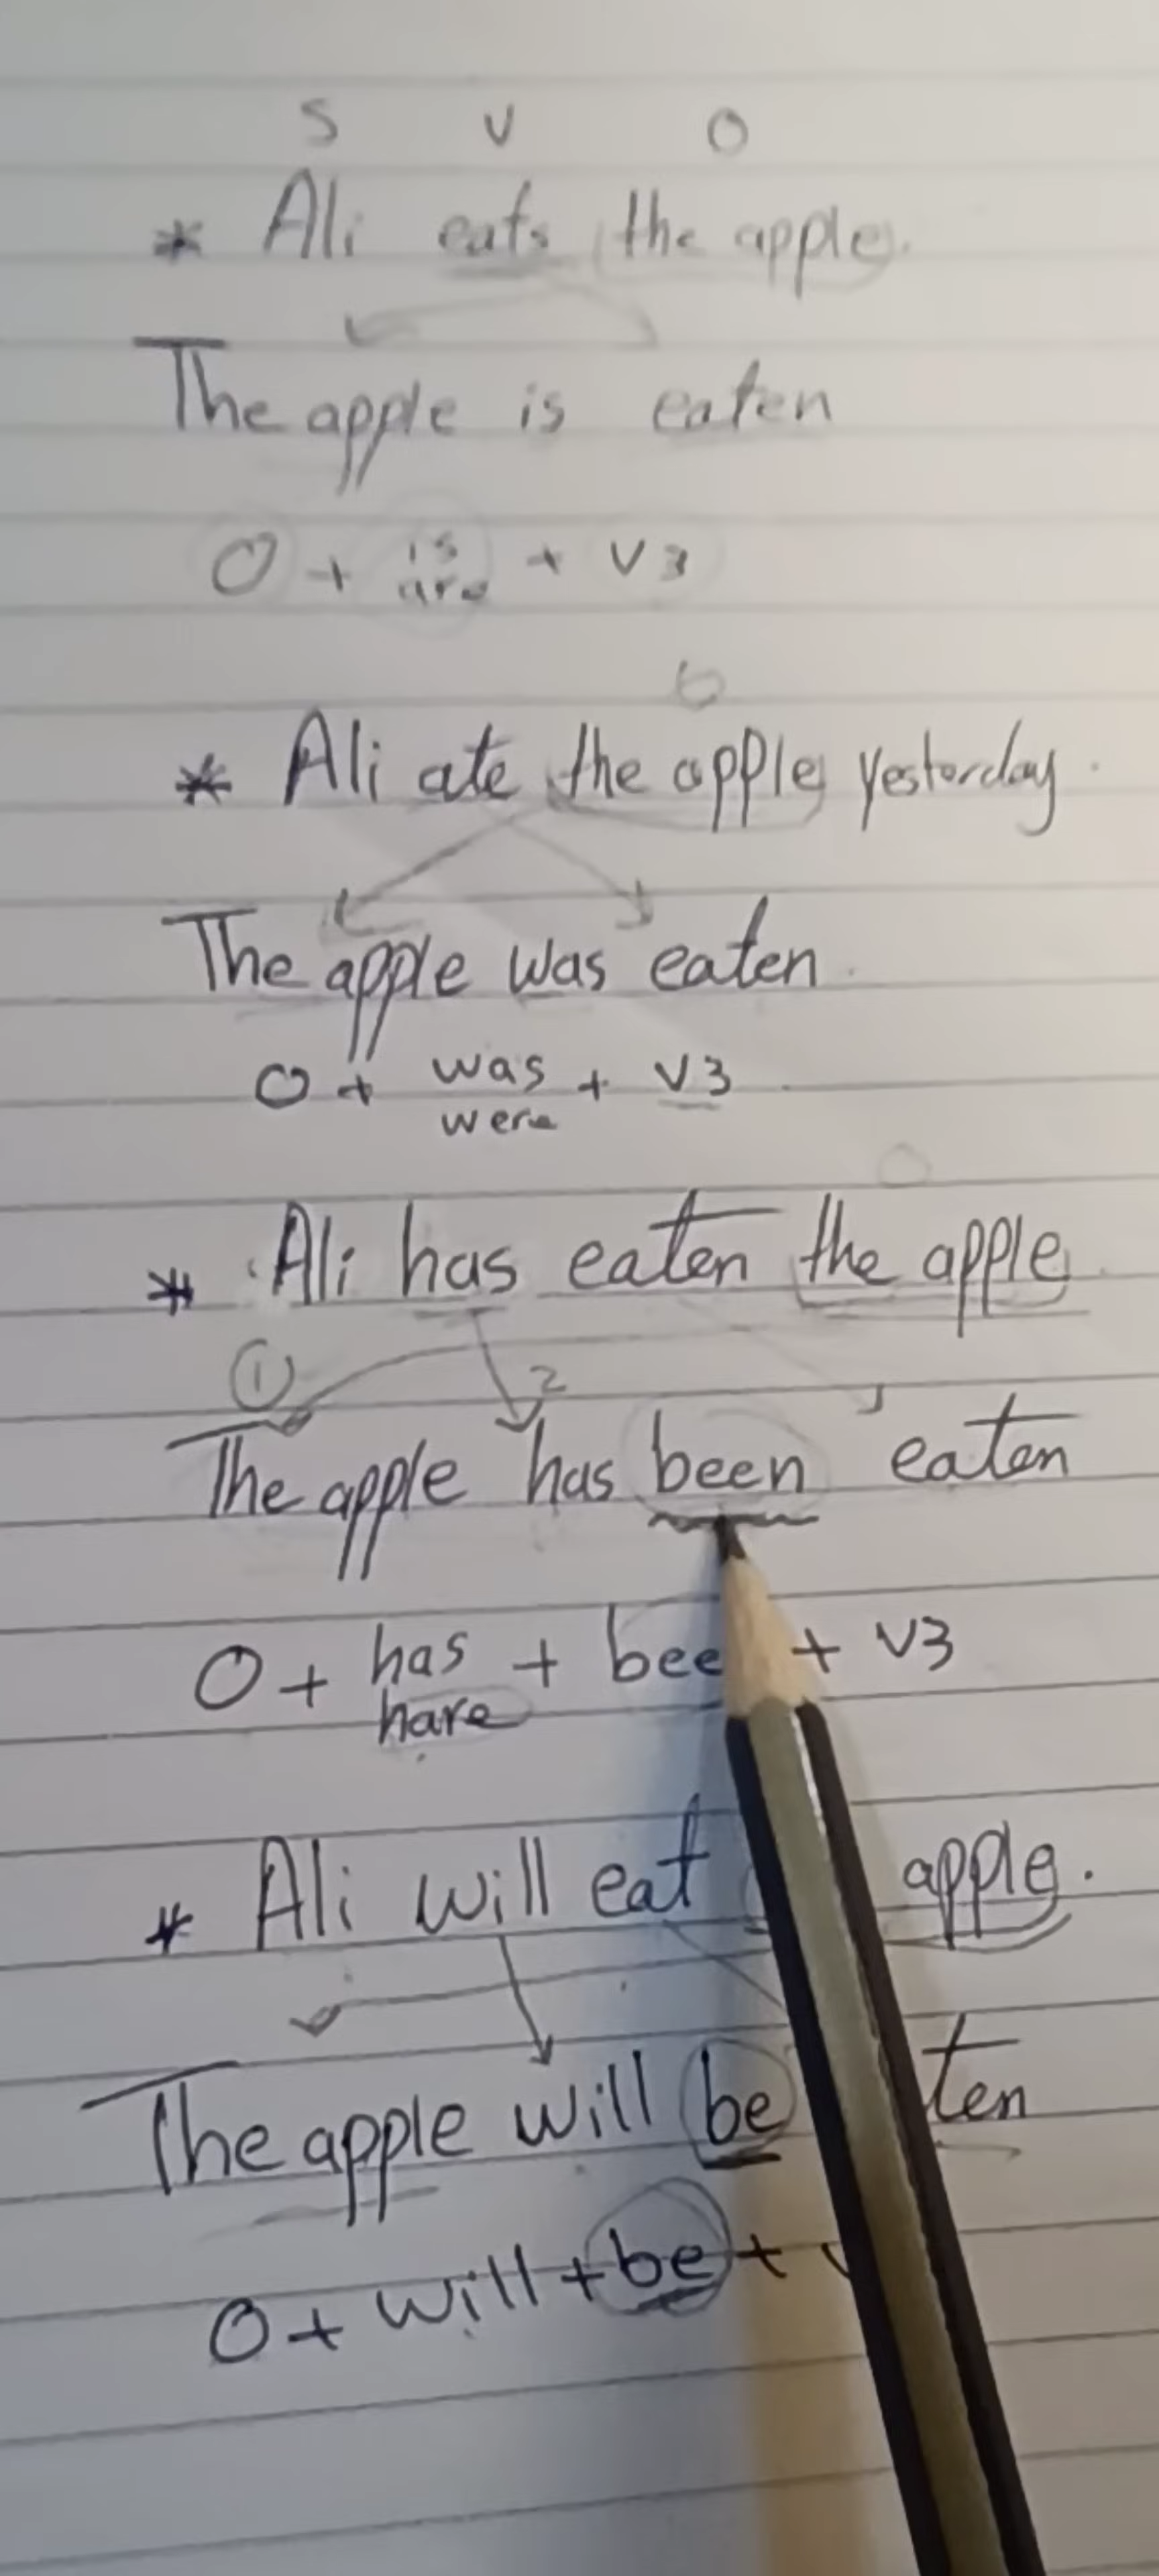 S V O
* Ali eats the apple.
The apple is eaten
O + is + V3
are
O
* Ali ate the apple yesterday.
The apple was eaten.
O + was + V3
were
O
* Ali has eaten the apple
1 2
The apple has been eaten
O + has + bee + V3
have
* Ali will eat apple.
The apple will be ten
O + will + be +